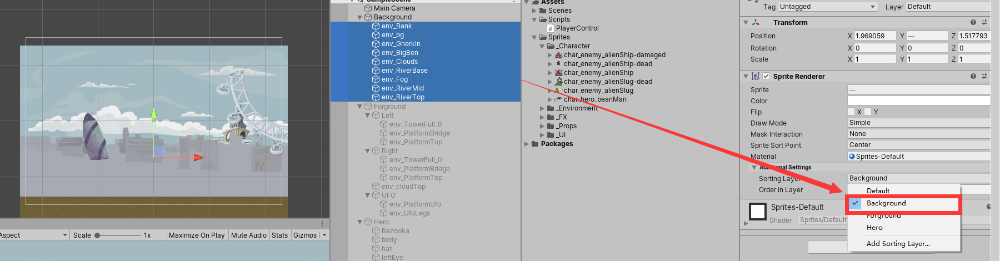 SampleScene
Main Camera
Background
env_Bank
env_bg
env_Gherkin
env_BigBen
env_Clouds
env_RiverBase
env_Fog
env_RiverMid
env_RiverTop
Forground
Left
env_TowerFull_0
env_PlatformBridge
env_PlatformTop
Right
env_TowerFull_0
env_PlatformBridge
env_PlatformTop
env_cloudTop
UFO
env_PlatformUfo
env_UfoLegs
Hero
Bazooka
body
hat
leftEye
Aspect Scale 1x Maximize On Play Mute Audio Stats Gizmos
Assets
Scenes
Scripts
PlayerControl
Sprites
_Character
char_enemy_alienShip-damaged
char_enemy_alienShip-dead
char_enemy_alienShip
char_enemy_alienSlug-dead
char_enemy_alienSlug
char_hero_beanMan
_Environment
_FX
_Props
_UI
Packages
Tag Untagged Layer Default
Transform
Position X 1.969059 Y — Z 1.517793
Rotation X 0 Y 0 Z 0
Scale X 1 Y 1 Z 1
Sprite Renderer
Sprite —
Color
Flip X Y
Draw Mode Simple
Mask Interaction None
Sprite Sort Point Center
Material Sprites-Default
Additional Settings
Sorting Layer Background
Order in Layer
Default
Background
Forground
Hero
Add Sorting Layer...
Sprites-Default
Shader Sprites/Default